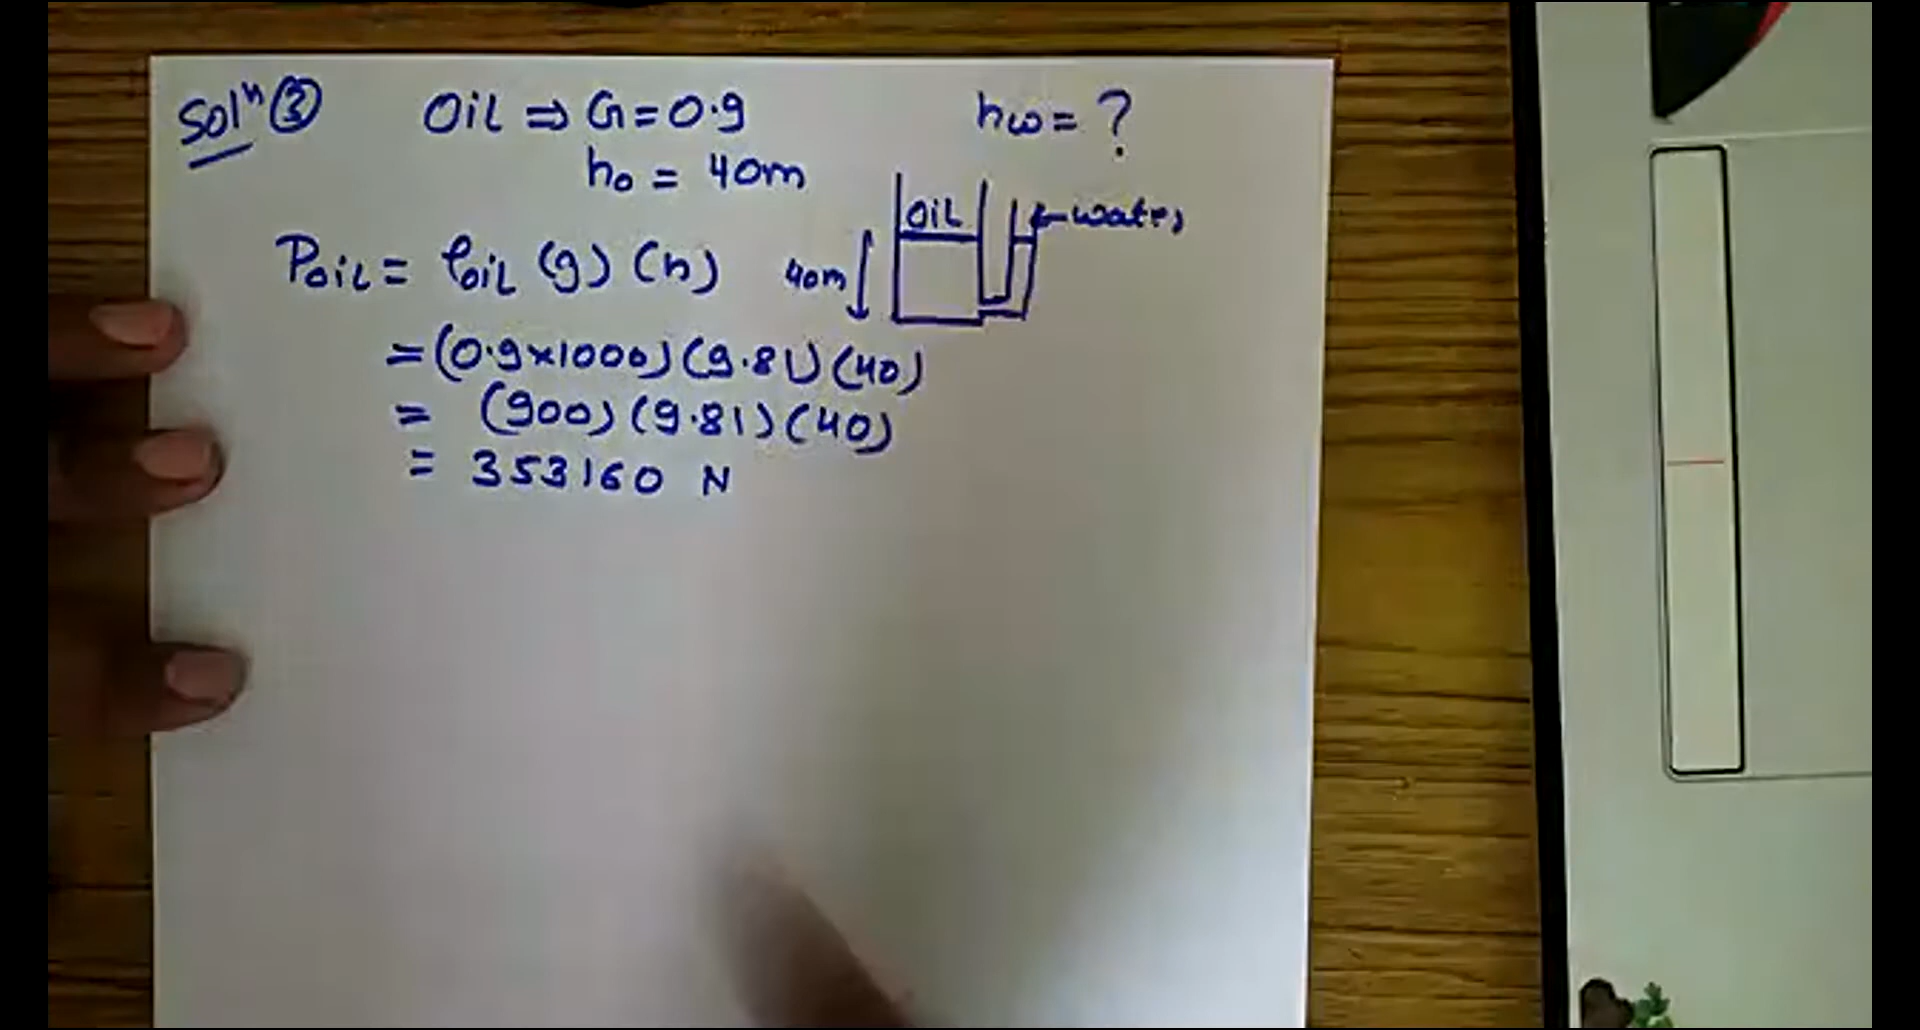 Solⁿ ③ Oil ⇒ G = 0.9 hω = ?
h₀ = 40m
OiL ← water
PoiL = ρoiL (g) (h) 40m
= (0.9×1000) (9.81) (40)
= (900) (9.81) (40)
= 353160 N